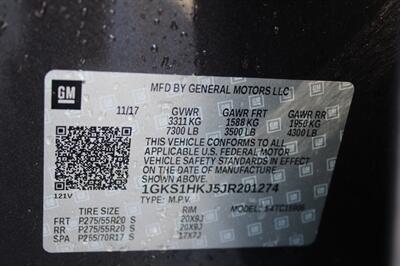 GM
MFD BY GENERAL MOTORS LLC
11/17 GVWR GAWR FRT GAWR RR
3311 KG 1588 KG 1950 KG
7300 LB 3500 LB 4300 LB
THIS VEHICLE CONFORMS TO ALL
APPLICABLE U.S. FEDERAL MOTOR
VEHICLE SAFETY STANDARDS IN
EFFECT ON THE DATE OF MANUFACTURE
SHOWN ABOVE.
1GKS1HKJ5JR201274
121V
TYPE: M.P.V. MODEL:
TIRE SIZE RIM
FRT P275/55R20 S 20X9J
RR P275/55R20 S 20X9J
SPA P255/70R17 S 17X7J